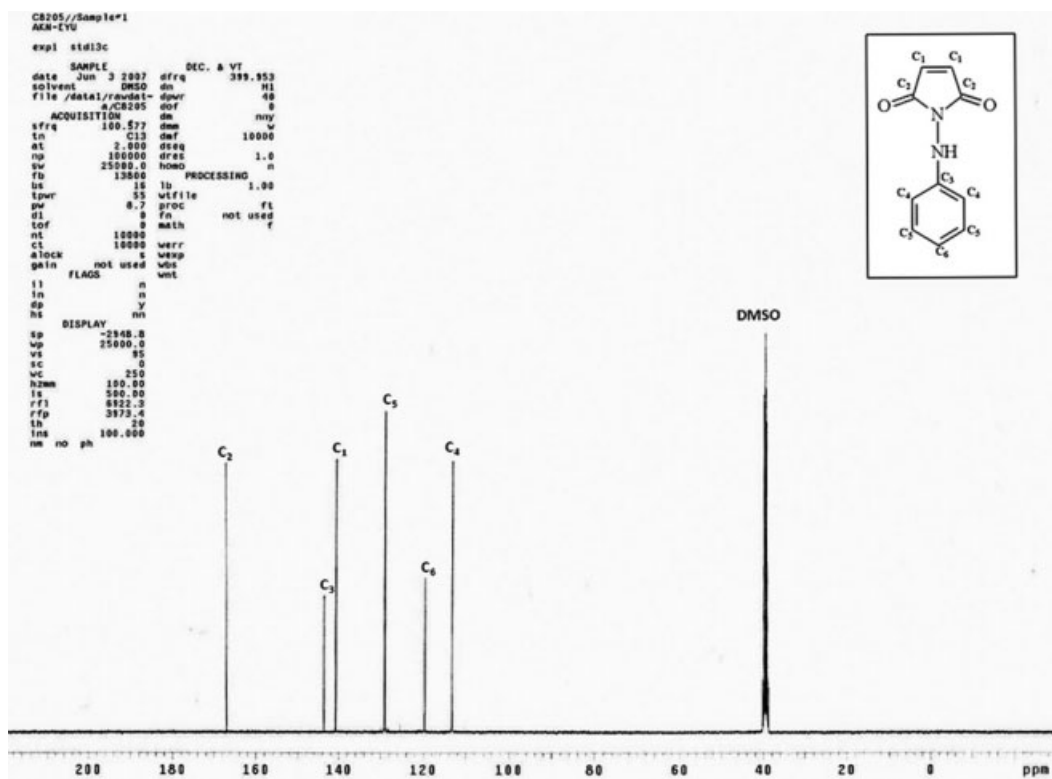 CB205//Sample#1
AKN-EYU
exp1 std13c
SAMPLE DEC. & VT
date Jun 3 2007 dfrq 399.953
solvent DMSO dn H1
file /data1/rawdat- dpwr 40
a/CB205 dof 0
ACQUISITION dm nny
sfrq 100.577 dmm w
tn C13 dmf 10000
at 2.000 dseq
np 100000 dres 1.0
sw 25000.0 homo n
fb 13800 PROCESSING
bs 16 lb 1.00
tpwr 55 wtfile
pw 8.7 proc ft
d1 0 fn not used
tof 0 math f
nt 10000
ct 10000 werr
alock s wexp
gain not used wbs
FLAGS wnt
il n
in n
dp y
hs nn
DISPLAY
sp -2948.8
wp 25000.0
vs 95
sc 0
wc 250
hzmm 100.00
is 500.00
rfl 6922.3
rfp 3973.4
th 20
ins 100.000
nm no ph
C1 C1
C2 C2
O O
N
NH
C3
C4 C4
C5 C5
C6
DMSO
C5
C2 C1 C4
C6
C3
200 180 160 140 120 100 80 60 40 20 0 ppm